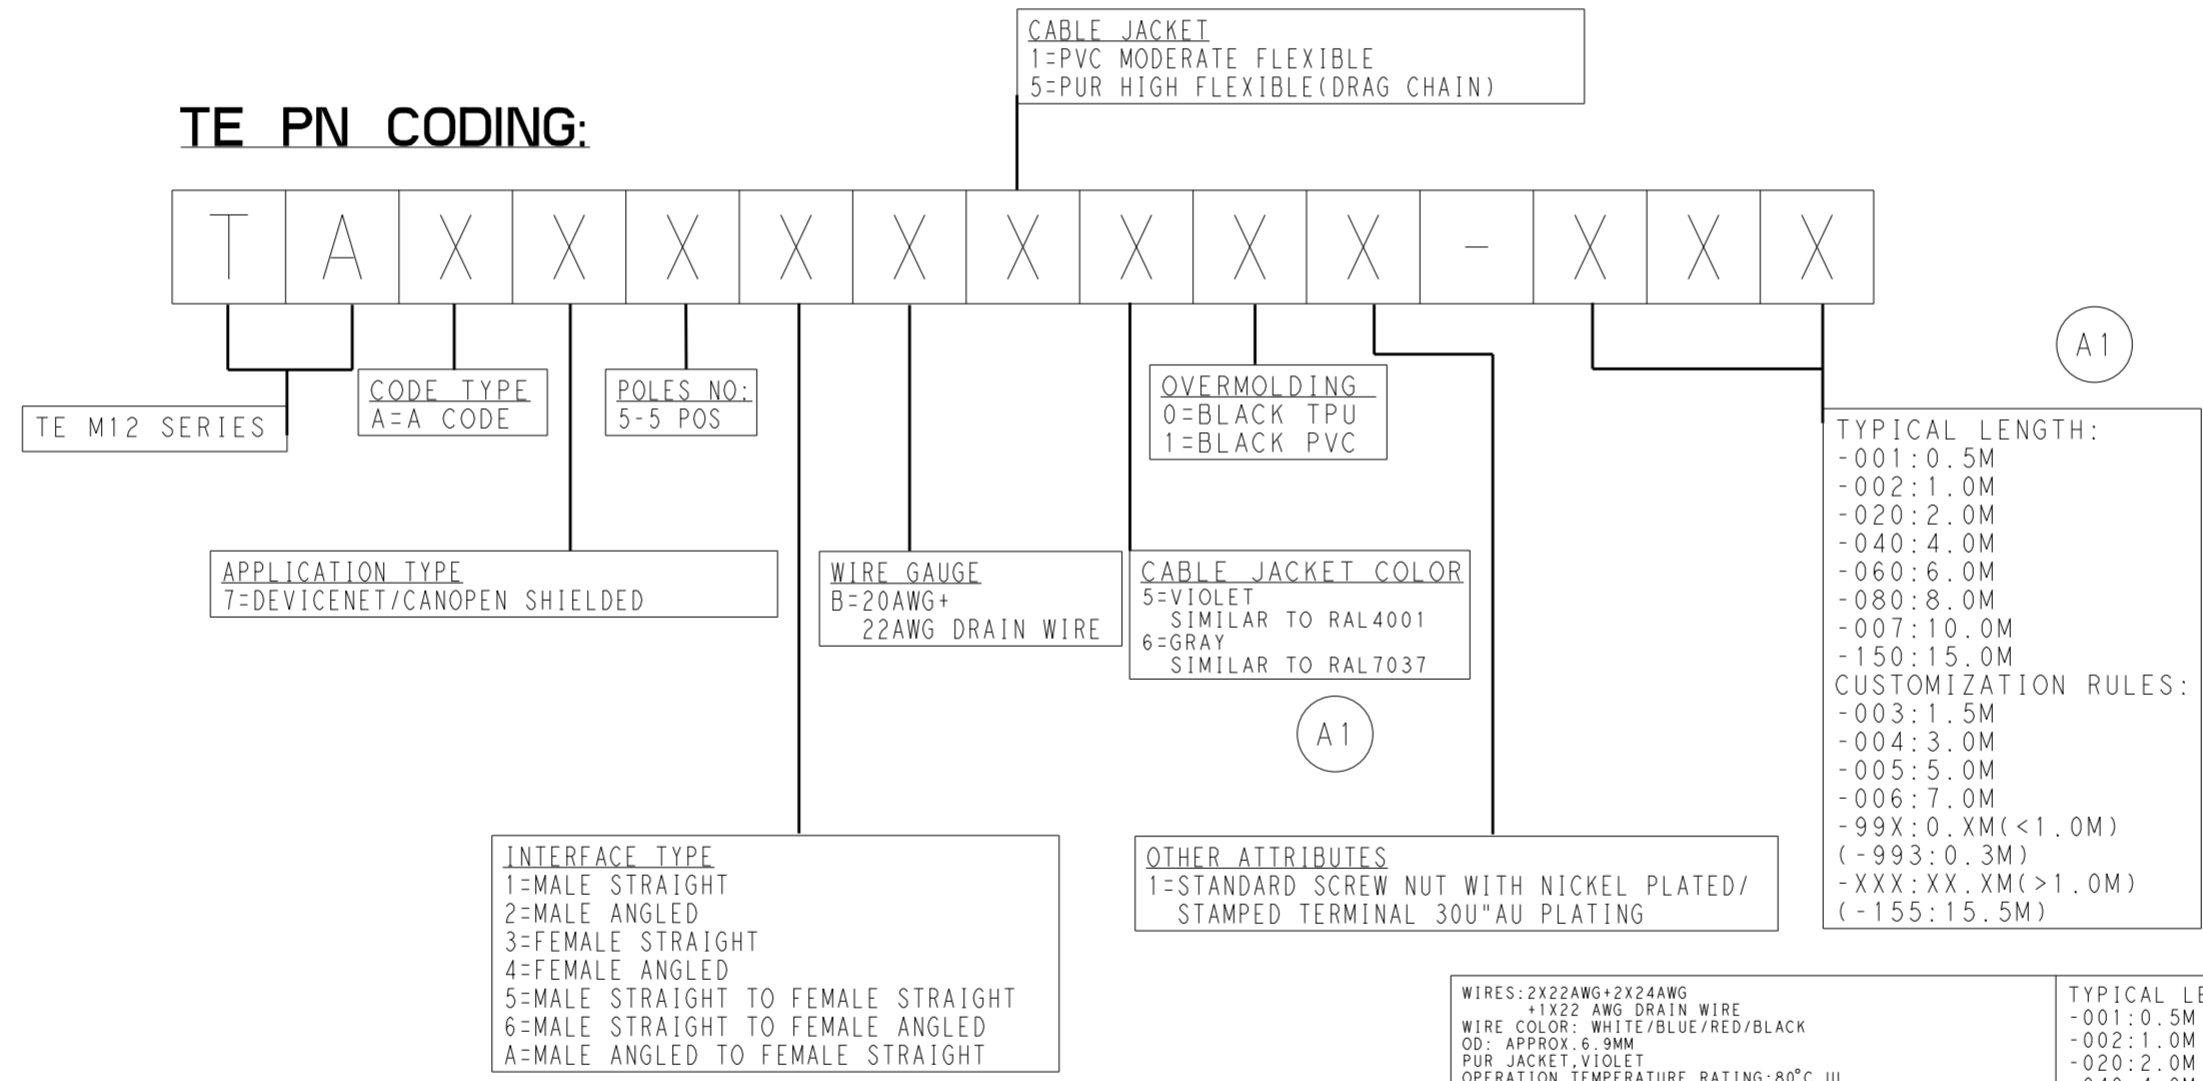 CABLE JACKET
1=PVC MODERATE FLEXIBLE
5=PUR HIGH FLEXIBLE(DRAG CHAIN)
TE PN CODING:
T A X X X X X X X X X - X X X
A1
TE M12 SERIES
CODE TYPE
A=A CODE
POLES NO:
5-5 POS
OVERMOLDING
0=BLACK TPU
1=BLACK PVC
TYPICAL LENGTH:
-001:0.5M
-002:1.0M
-020:2.0M
-040:4.0M
-060:6.0M
-080:8.0M
-007:10.0M
-150:15.0M
CUSTOMIZATION RULES:
-003:1.5M
-004:3.0M
-005:5.0M
-006:7.0M
-99X:0.XM(<1.0M)
(-993:0.3M)
-XXX:XX.XM(>1.0M)
(-155:15.5M)
APPLICATION TYPE
7=DEVICENET/CANOPEN SHIELDED
WIRE GAUGE
B=20AWG+
22AWG DRAIN WIRE
CABLE JACKET COLOR
5=VIOLET
SIMILAR TO RAL4001
6=GRAY
SIMILAR TO RAL7037
A1
INTERFACE TYPE
1=MALE STRAIGHT
2=MALE ANGLED
3=FEMALE STRAIGHT
4=FEMALE ANGLED
5=MALE STRAIGHT TO FEMALE STRAIGHT
6=MALE STRAIGHT TO FEMALE ANGLED
A=MALE ANGLED TO FEMALE STRAIGHT
OTHER ATTRIBUTES
1=STANDARD SCREW NUT WITH NICKEL PLATED/
STAMPED TERMINAL 30U"AU PLATING
WIRES:2X22AWG+2X24AWG
+1X22 AWG DRAIN WIRE
WIRE COLOR: WHITE/BLUE/RED/BLACK
OD: APPROX.6.9MM
PUR JACKET,VIOLET
OPERATION TEMPERATURE RATING:80°C UL
TYPICAL LE
-001:0.5M
-002:1.0M
-020:2.0M